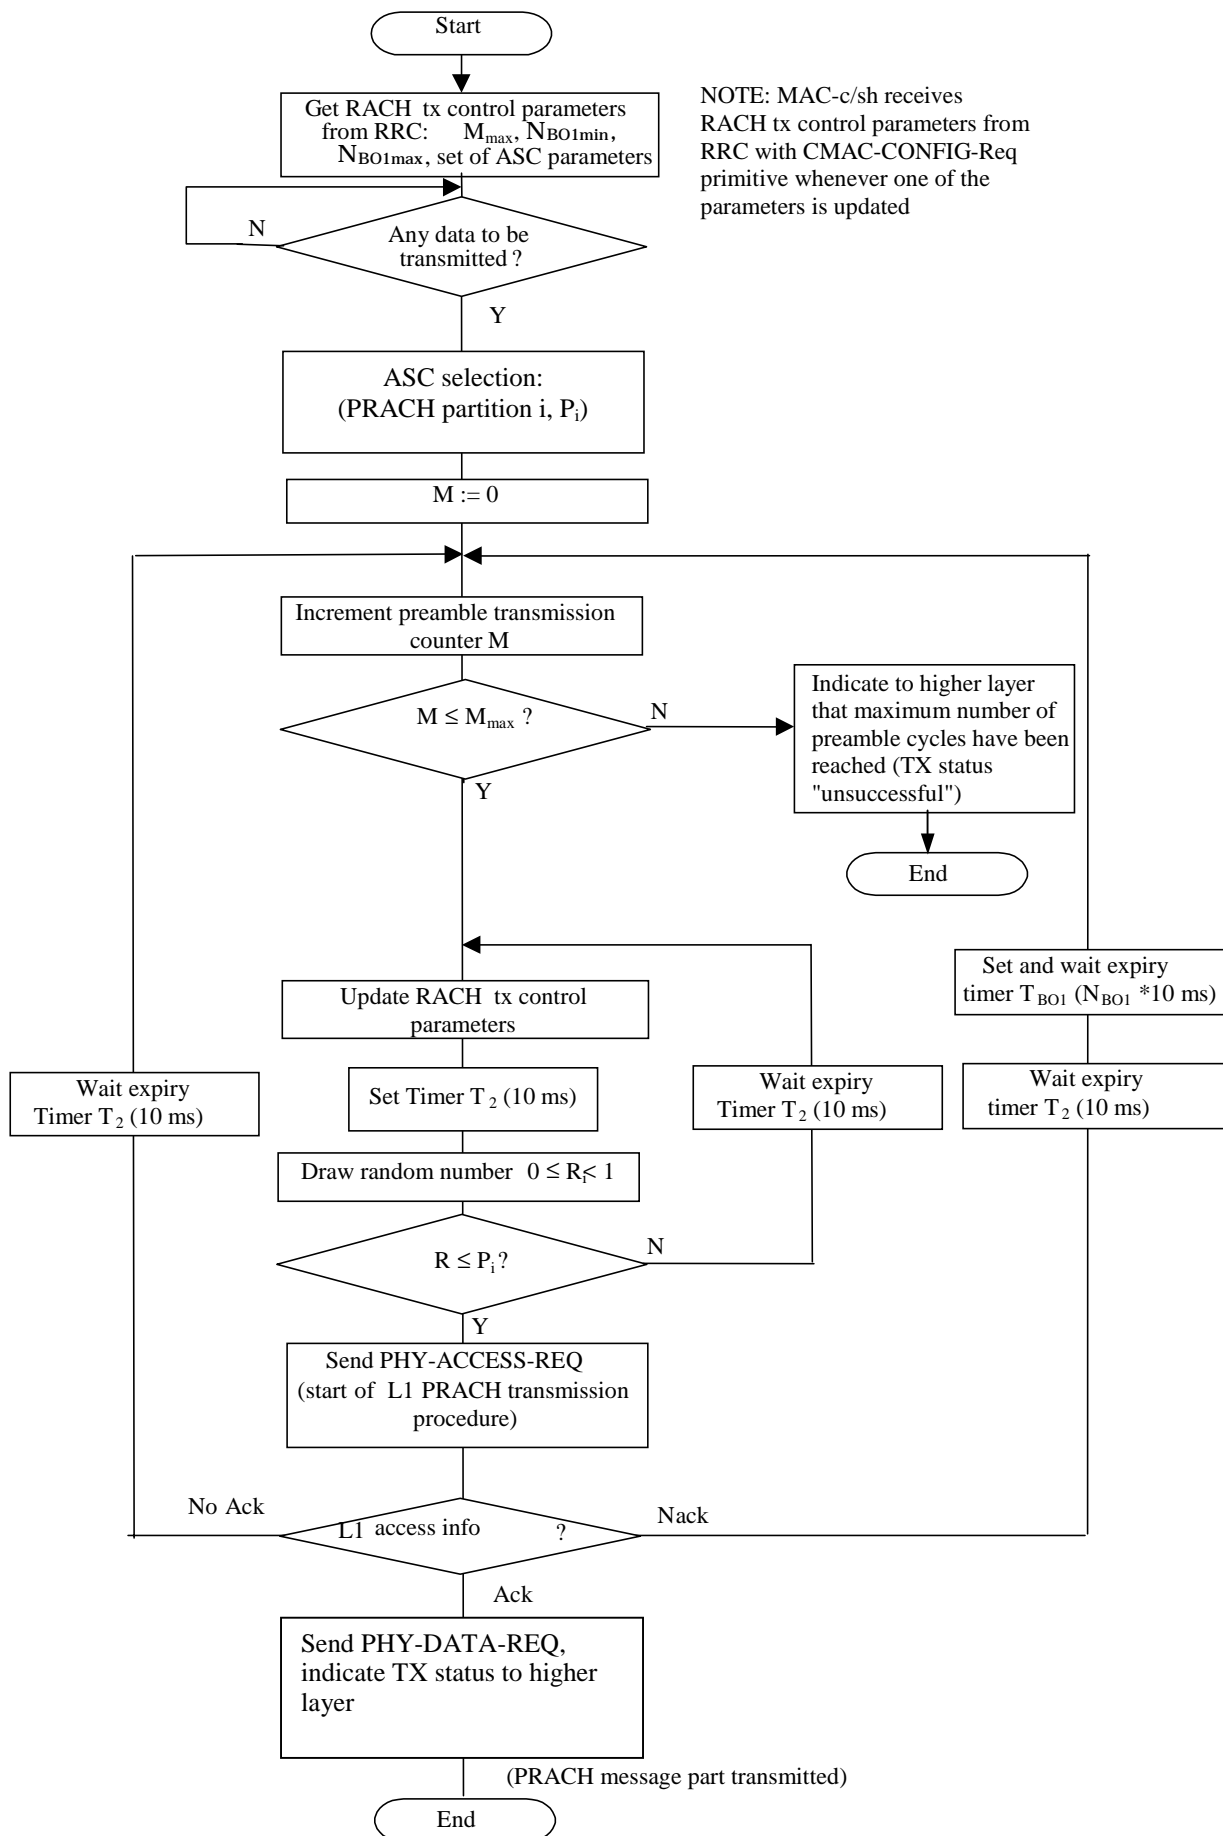 Start
Get RACH tx control parameters
from RRC: Mmax, NBO1min,
NBO1max, set of ASC parameters
NOTE: MAC-c/sh receives
RACH tx control parameters from
RRC with CMAC-CONFIG-Req
primitive whenever one of the
parameters is updated
N
Any data to be
transmitted ?
Y
ASC selection:
(PRACH partition i, Pi)
M := 0
Increment preamble transmission
counter M
M ≤ Mmax ?
N
Y
Indicate to higher layer
that maximum number of
preamble cycles have been
reached (TX status
"unsuccessful")
End
Update RACH tx control
parameters
Set and wait expiry
timer TBO1 (NBO1 *10 ms)
Wait expiry
Timer T2 (10 ms)
Set Timer T2 (10 ms)
Wait expiry
Timer T2 (10 ms)
Wait expiry
timer T2 (10 ms)
Draw random number 0 ≤ Ri< 1
R ≤ Pi ?
N
Y
Send PHY-ACCESS-REQ
(start of L1 PRACH transmission
procedure)
No Ack
L1 access info ?
Nack
Ack
Send PHY-DATA-REQ,
indicate TX status to higher
layer
(PRACH message part transmitted)
End